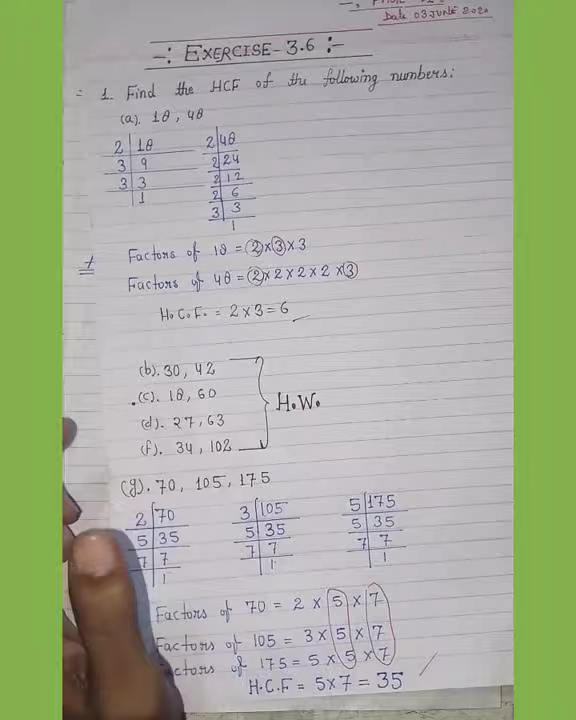 Date 03 JUNE 2020
-: EXERCISE-3.6 :-
1. Find the HCF of the following numbers:
(a). 18, 48
2 | 18 2 | 48
3 | 9 2 | 24
3 | 3 2 | 12
1 2 | 6
3 | 3
1
Factors of 18 = 2 × 3 × 3
Factors of 48 = 2 × 2 × 2 × 2 × 3
H.C.F. = 2 × 3 = 6
(b). 30, 42
(c). 18, 60
H.W.
(d). 27, 63
(f). 34, 102
(g). 70, 105, 175
2 | 70 3 | 105 5 | 175
5 | 35 5 | 35 5 | 35
7 | 7 7 | 7 7 | 7
1 1 1
Factors of 70 = 2 × 5 × 7
Factors of 105 = 3 × 5 × 7
Factors of 175 = 5 × 5 × 7
H.C.F = 5×7 = 35